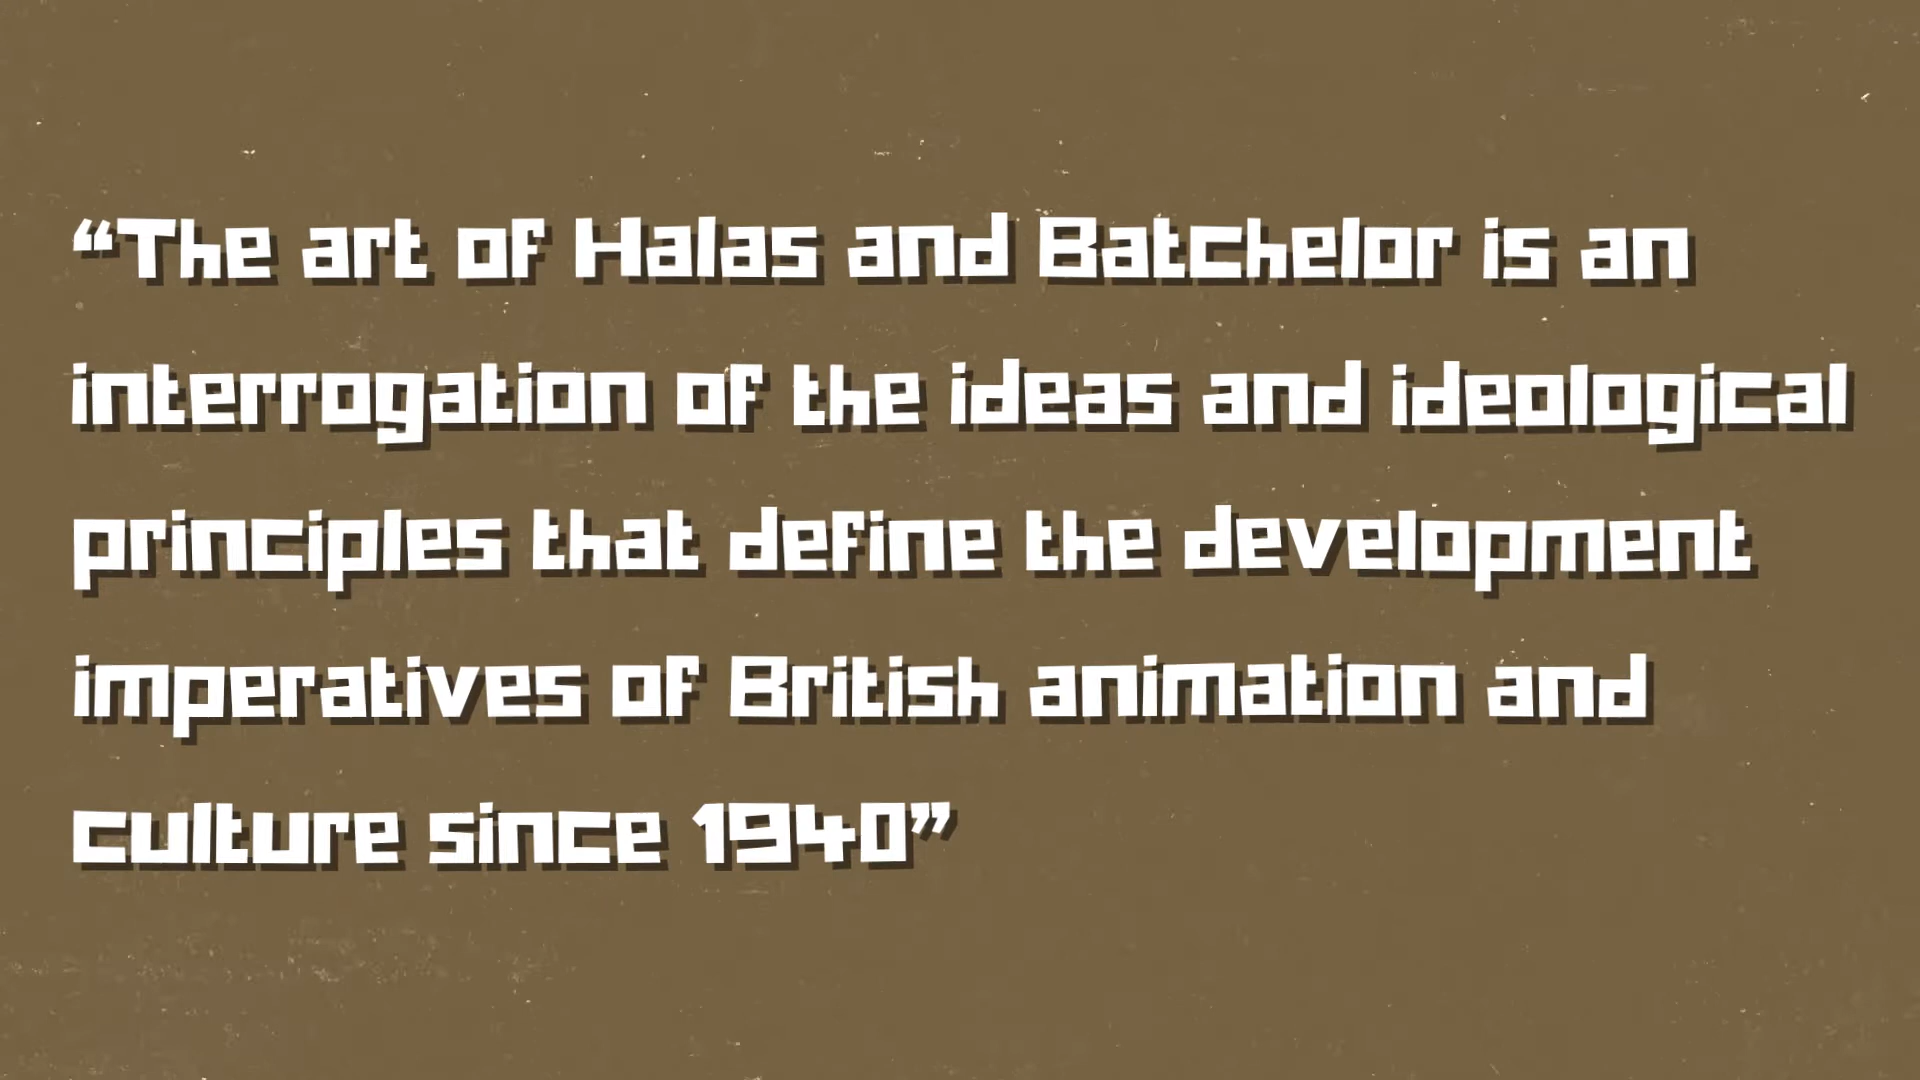 “The art of Halas and Batchelor is an
interrogation of the ideas and ideological
principles that define the development
imperatives of British animation and
culture since 1940”